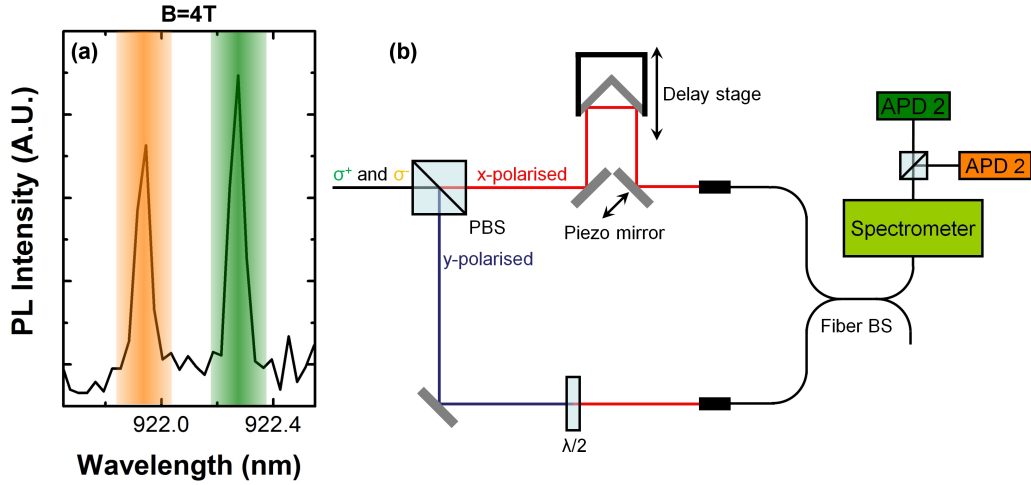 B=4T
(a)
PL Intensity (A.U.)
922.0
922.4
Wavelength (nm)
(b)
Delay stage
σ⁺ and σ⁻
x-polarised
PBS
Piezo mirror
y-polarised
λ/2
Fiber BS
Spectrometer
APD 2
APD 2